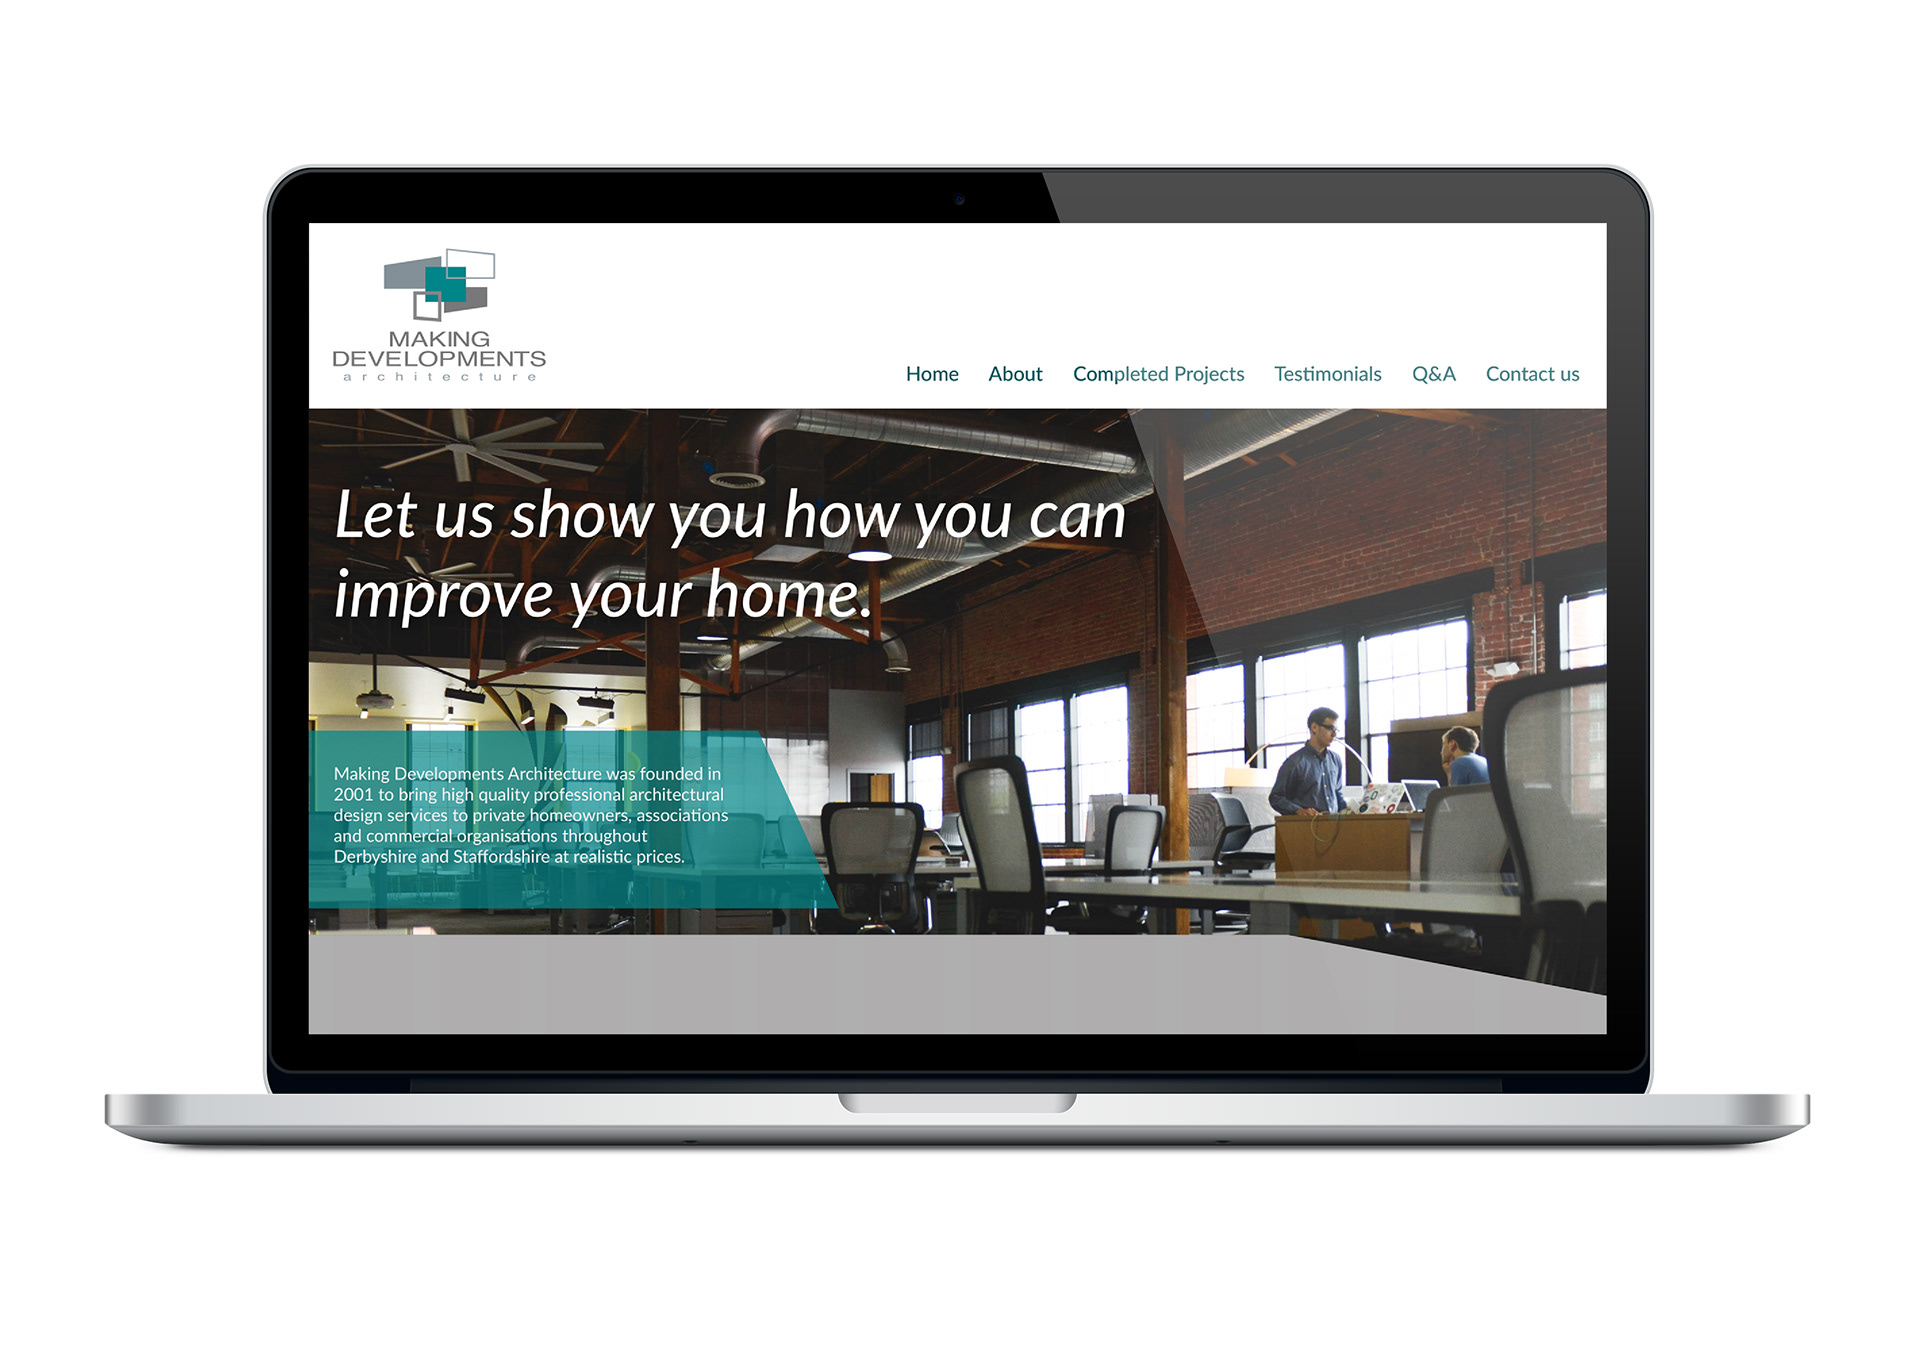 MAKING
DEVELOPMENTS
architecture
Home About Completed Projects Testimonials Q&A Contact us
Let us show you how you can
improve your home.
Making Developments Architecture was founded in
2001 to bring high quality professional architectural
design services to private homeowners, associations
and commercial organisations throughout
Derbyshire and Staffordshire at realistic prices.